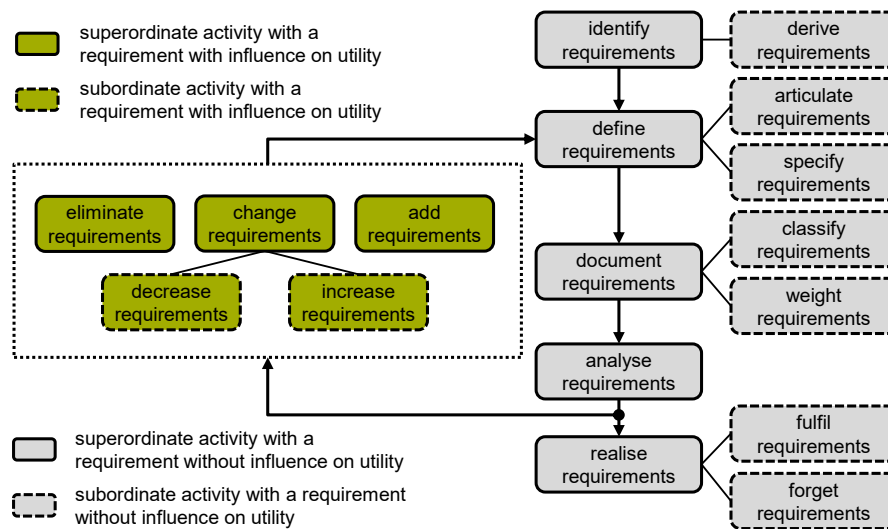 superordinate activity with a
requirement with influence on utility
subordinate activity with a
requirement with influence on utility
identify
requirements
derive
requirements
define
requirements
articulate
requirements
specify
requirements
eliminate
requirements
change
requirements
add
requirements
decrease
requirements
increase
requirements
document
requirements
classify
requirements
weight
requirements
analyse
requirements
superordinate activity with a
requirement without influence on utility
subordinate activity with a requirement
without influence on utility
realise
requirements
fulfil
requirements
forget
requirements